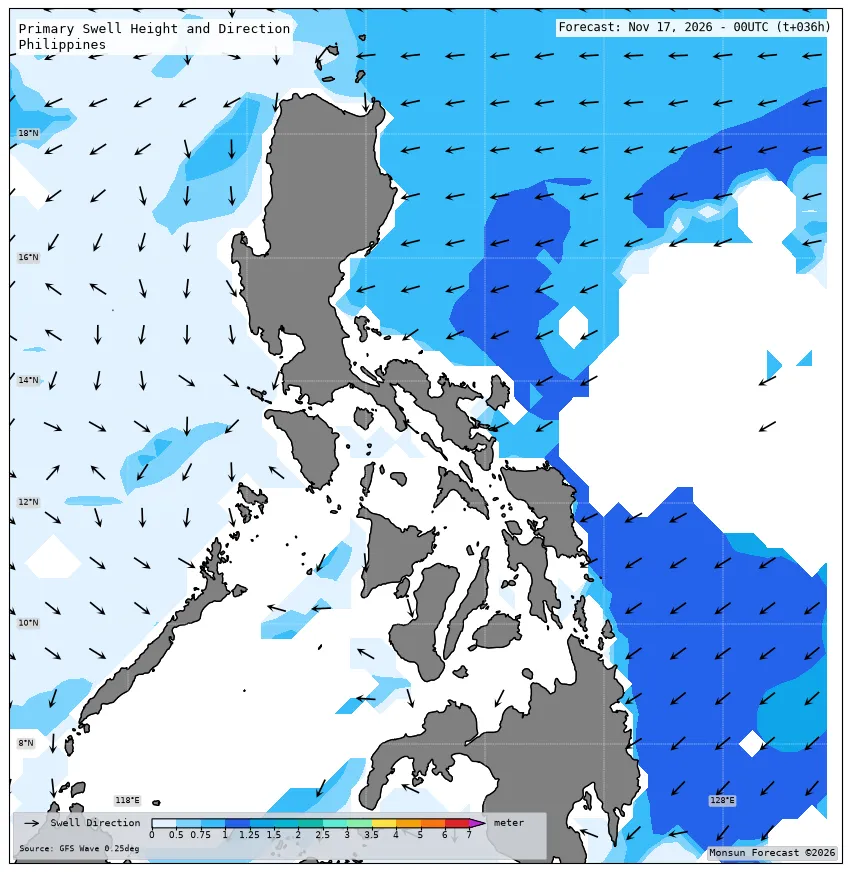 Primary Swell Height and Direction
Philippines
Forecast: Nov 17, 2026 - 00UTC (t+036h)
18°N
16°N
14°N
12°N
10°N
8°N
118°E
128°E
Swell Direction
0 0.5 0.75 1 1.25 1.5 2 2.5 3 3.5 4 5 6 7
meter
Source: GFS Wave 0.25deg
Monsun Forecast ©2026